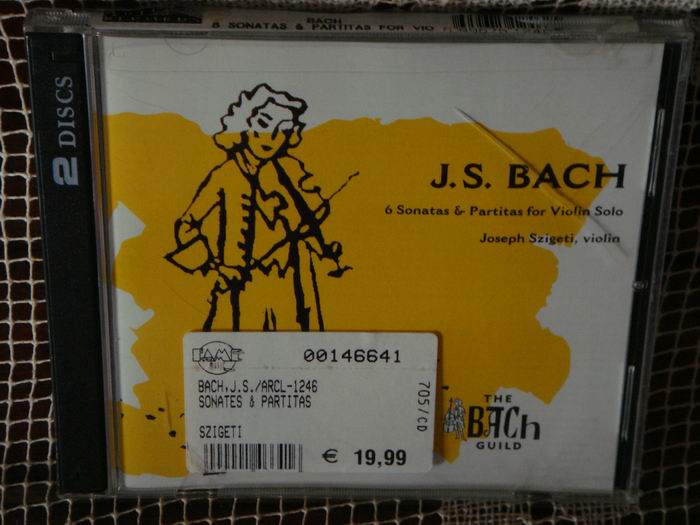 BACH
6 SONATAS & PARTITAS FOR VIO
2 DISCS
J.S. BACH
6 Sonatas & Partitas for Violin Solo
Joseph Szigeti, violin
00146641
BACH,J.S./ARCL-1246
SONATES & PARTITAS
705/CD
SZIGETI
€ 19,99
THE
BACH
GUILD